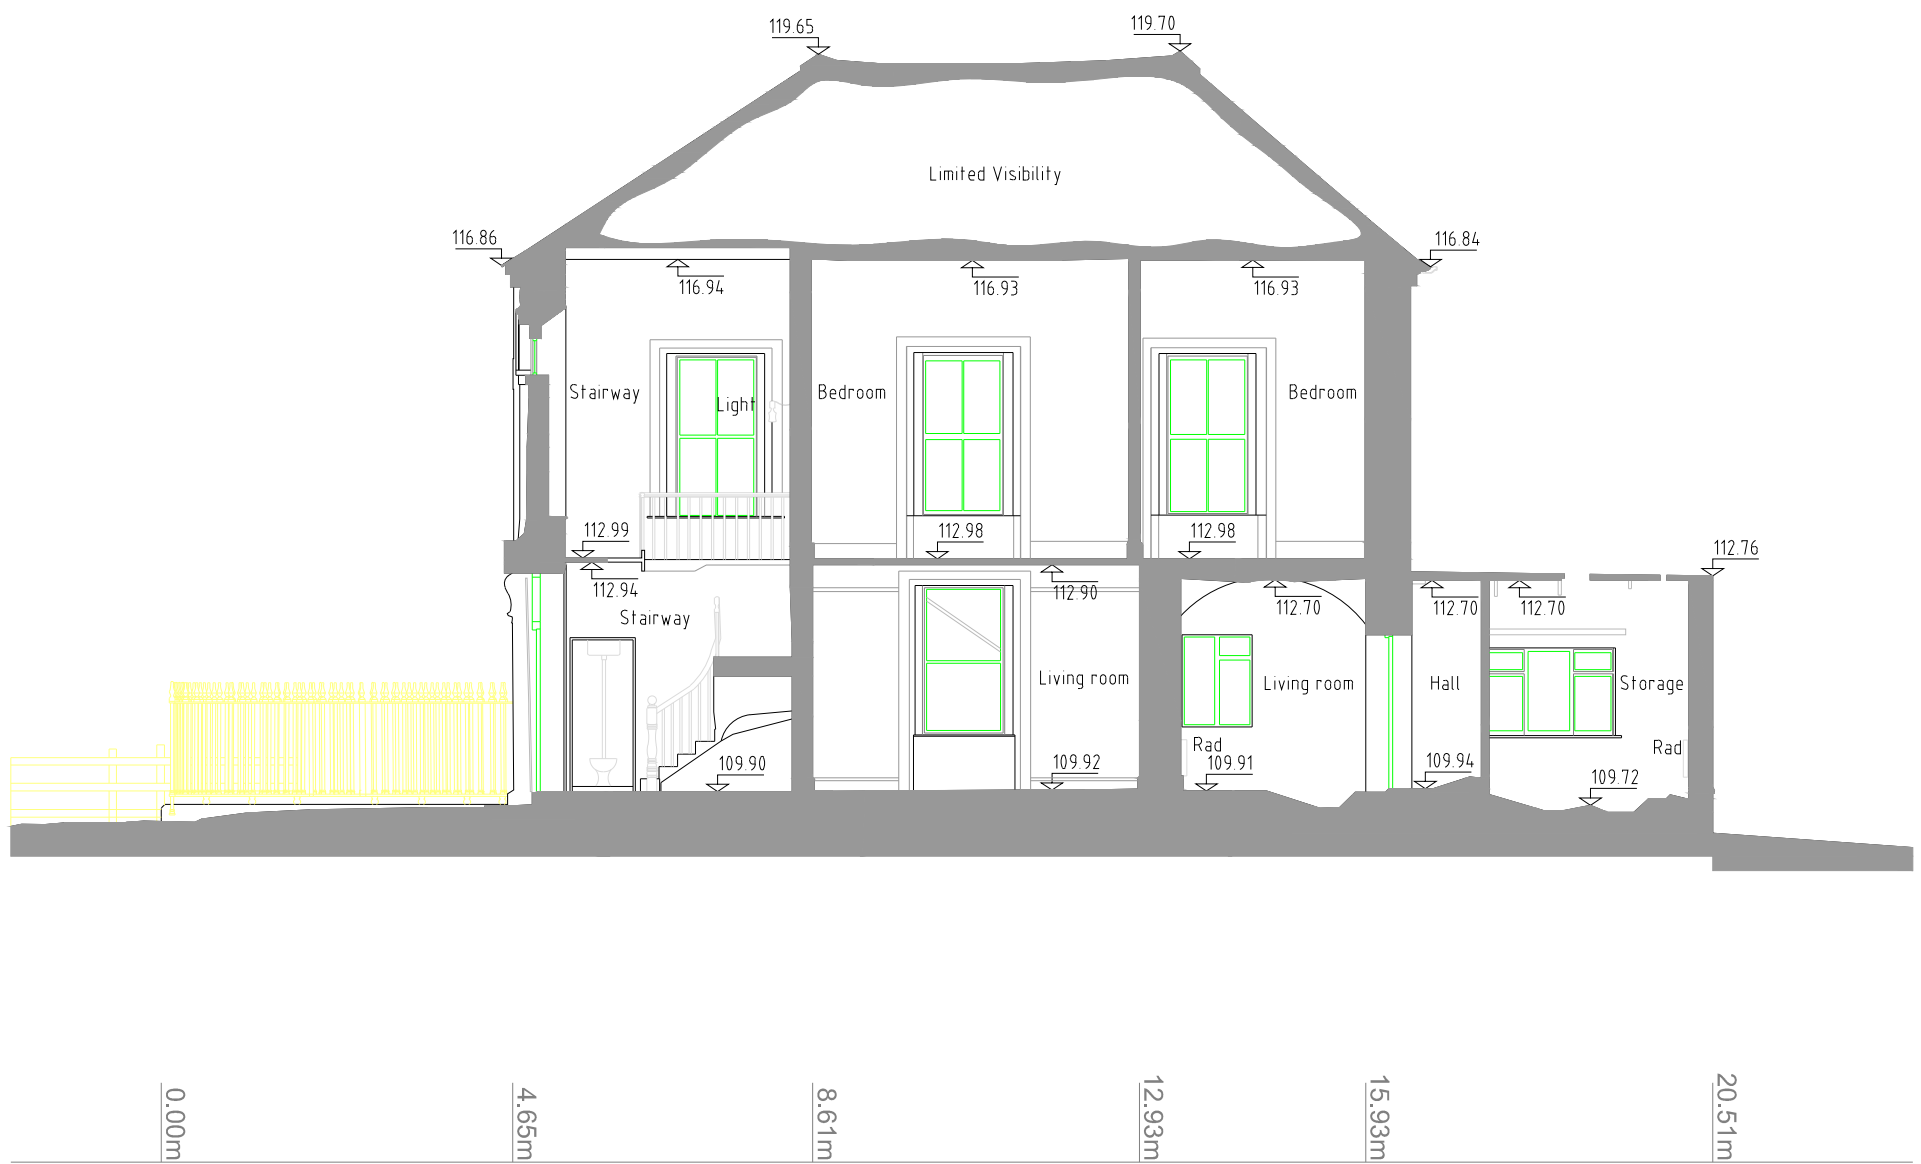 119.65
119.70
Limited Visibility
116.86
116.84
116.94
116.93
116.93
Stairway
Light
Bedroom
Bedroom
112.99
112.98
112.98
112.76
112.94
112.90
112.70
112.70
112.70
Stairway
Living room
Living room
Hall
Storage
Rad
Rad
109.90
109.92
109.91
109.94
109.72
0.00m
4.65m
8.61m
12.93m
15.93m
20.51m